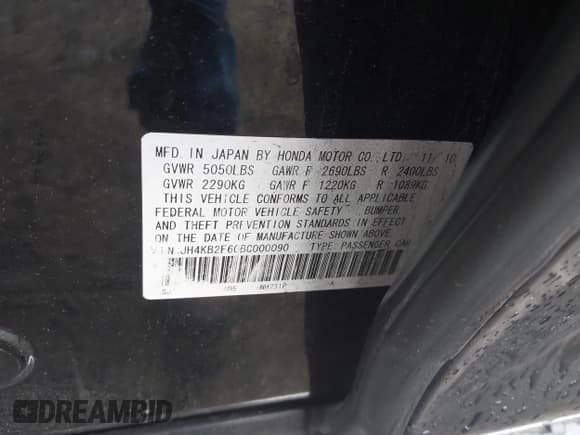 MFD. IN JAPAN BY HONDA MOTOR CO.,LTD. 11/10
GVWR 5050LBS GAWR F 2690LBS R 2400LBS
GVWR 2290KG GAWR F 1220KG R 1089KG
THIS VEHICLE CONFORMS TO ALL APPLICABLE
FEDERAL MOTOR VEHICLE SAFETY BUMPER,
AND THEFT PREVENTION STANDARDS IN EFFECT
ON THE DATE OF MANUFACTURE SHOWN ABOVE.
V.I.N. TYPE: PASSENGER CAR
NH731P A
DREAMBID